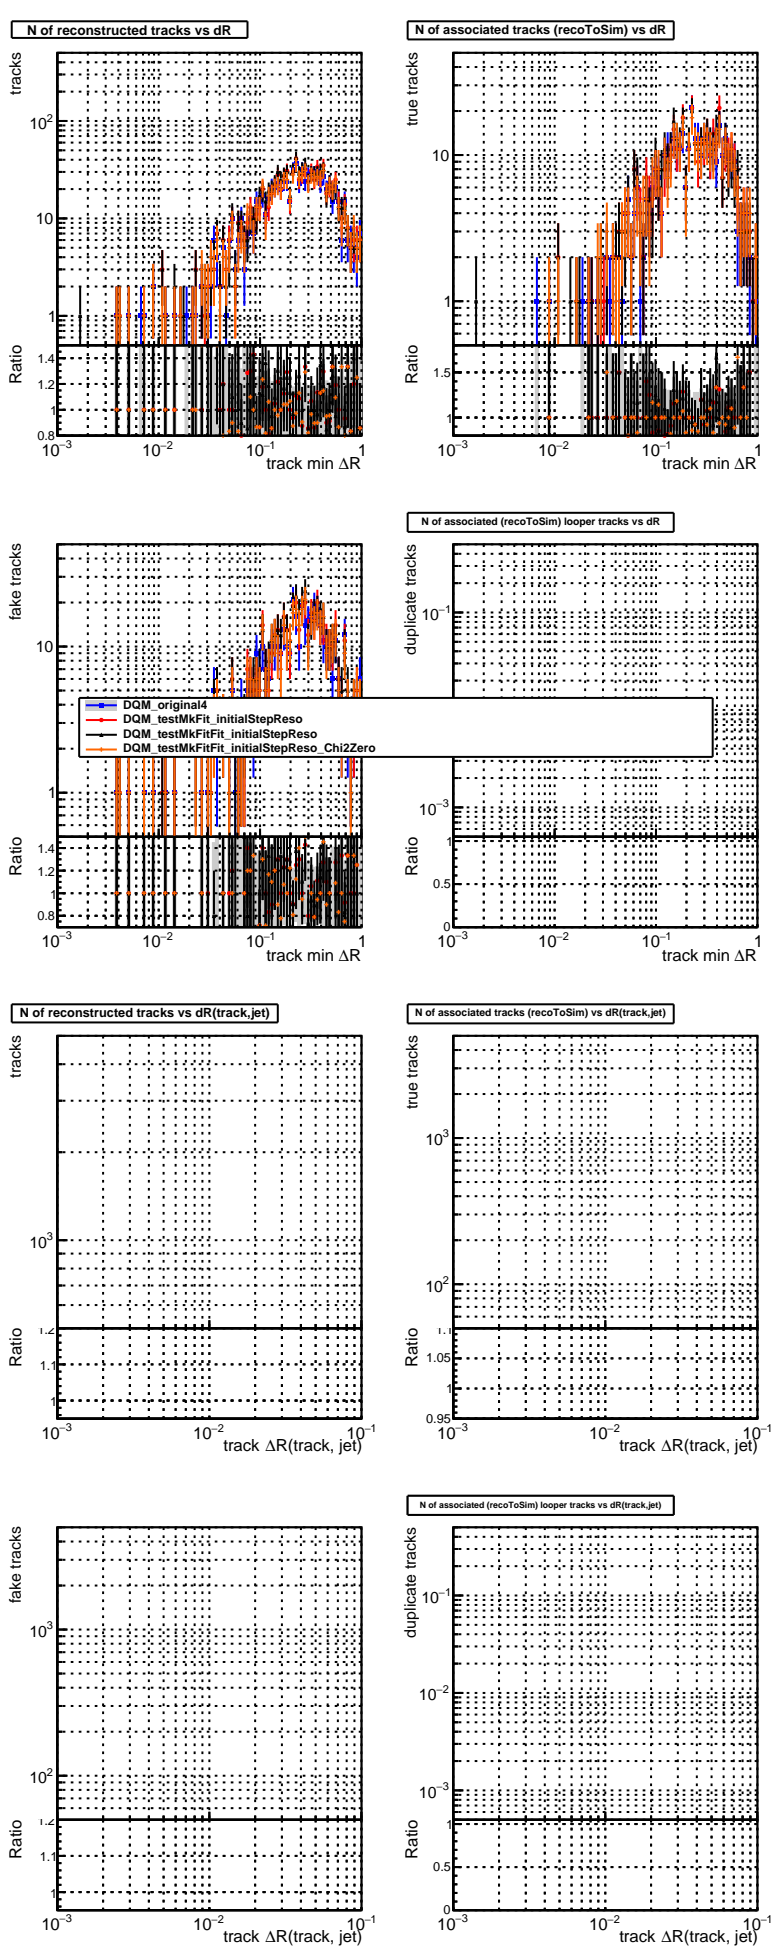 N of reconstructed tracks vs dR
N of associated tracks (recoToSim) vs dR
tracks
10²
10
1
Ratio
1.4
1.2
1
0.8
10⁻³
10⁻²
10⁻¹
1
track min ΔR
true tracks
10
1
Ratio
1.5
1
10⁻³
10⁻²
10⁻¹
1
track min ΔR
N of associated (recoToSim) looper tracks vs dR
fake tracks
10
1
Ratio
1.4
1.2
1
0.8
10⁻³
10⁻²
10⁻¹
1
track min ΔR
duplicate tracks
10⁻¹
10⁻³
Ratio
1
0.5
0
10⁻³
10⁻²
10⁻¹
1
track min ΔR
DQM_original4
DQM_testMkFit_initialStepReso
DQM_testMkFitFit_initialStepReso
DQM_testMkFitFit_initialStepReso_Chi2Zero
N of reconstructed tracks vs dR(track,jet)
N of associated tracks (recoToSim) vs dR(track,jet)
tracks
10³
Ratio
1.2
1.1
1
10⁻³
10⁻²
10⁻¹
track ΔR(track, jet)
true tracks
10³
10²
Ratio
1.1
1.05
1
0.95
10⁻³
10⁻²
10⁻¹
track ΔR(track, jet)
N of associated (recoToSim) looper tracks vs dR(track,jet)
fake tracks
10³
10²
Ratio
1.2
1.1
1
10⁻³
10⁻²
10⁻¹
track ΔR(track, jet)
duplicate tracks
10⁻¹
10⁻²
10⁻³
Ratio
1
0.5
0
10⁻³
10⁻²
10⁻¹
track ΔR(track, jet)